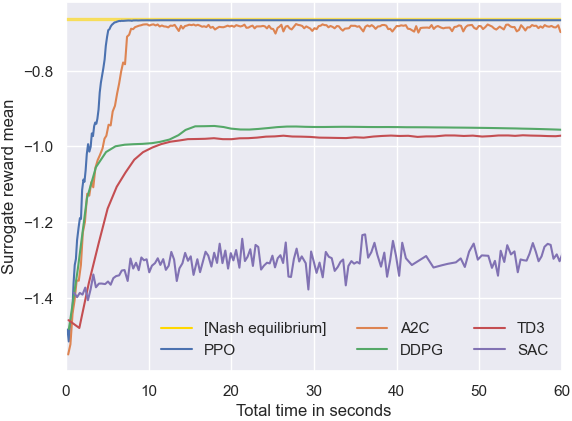 Surrogate reward mean
−0.8
−1.0
−1.2
−1.4
[Nash equilibrium]
PPO
A2C
DDPG
TD3
SAC
0 10 20 30 40 50 60
Total time in seconds